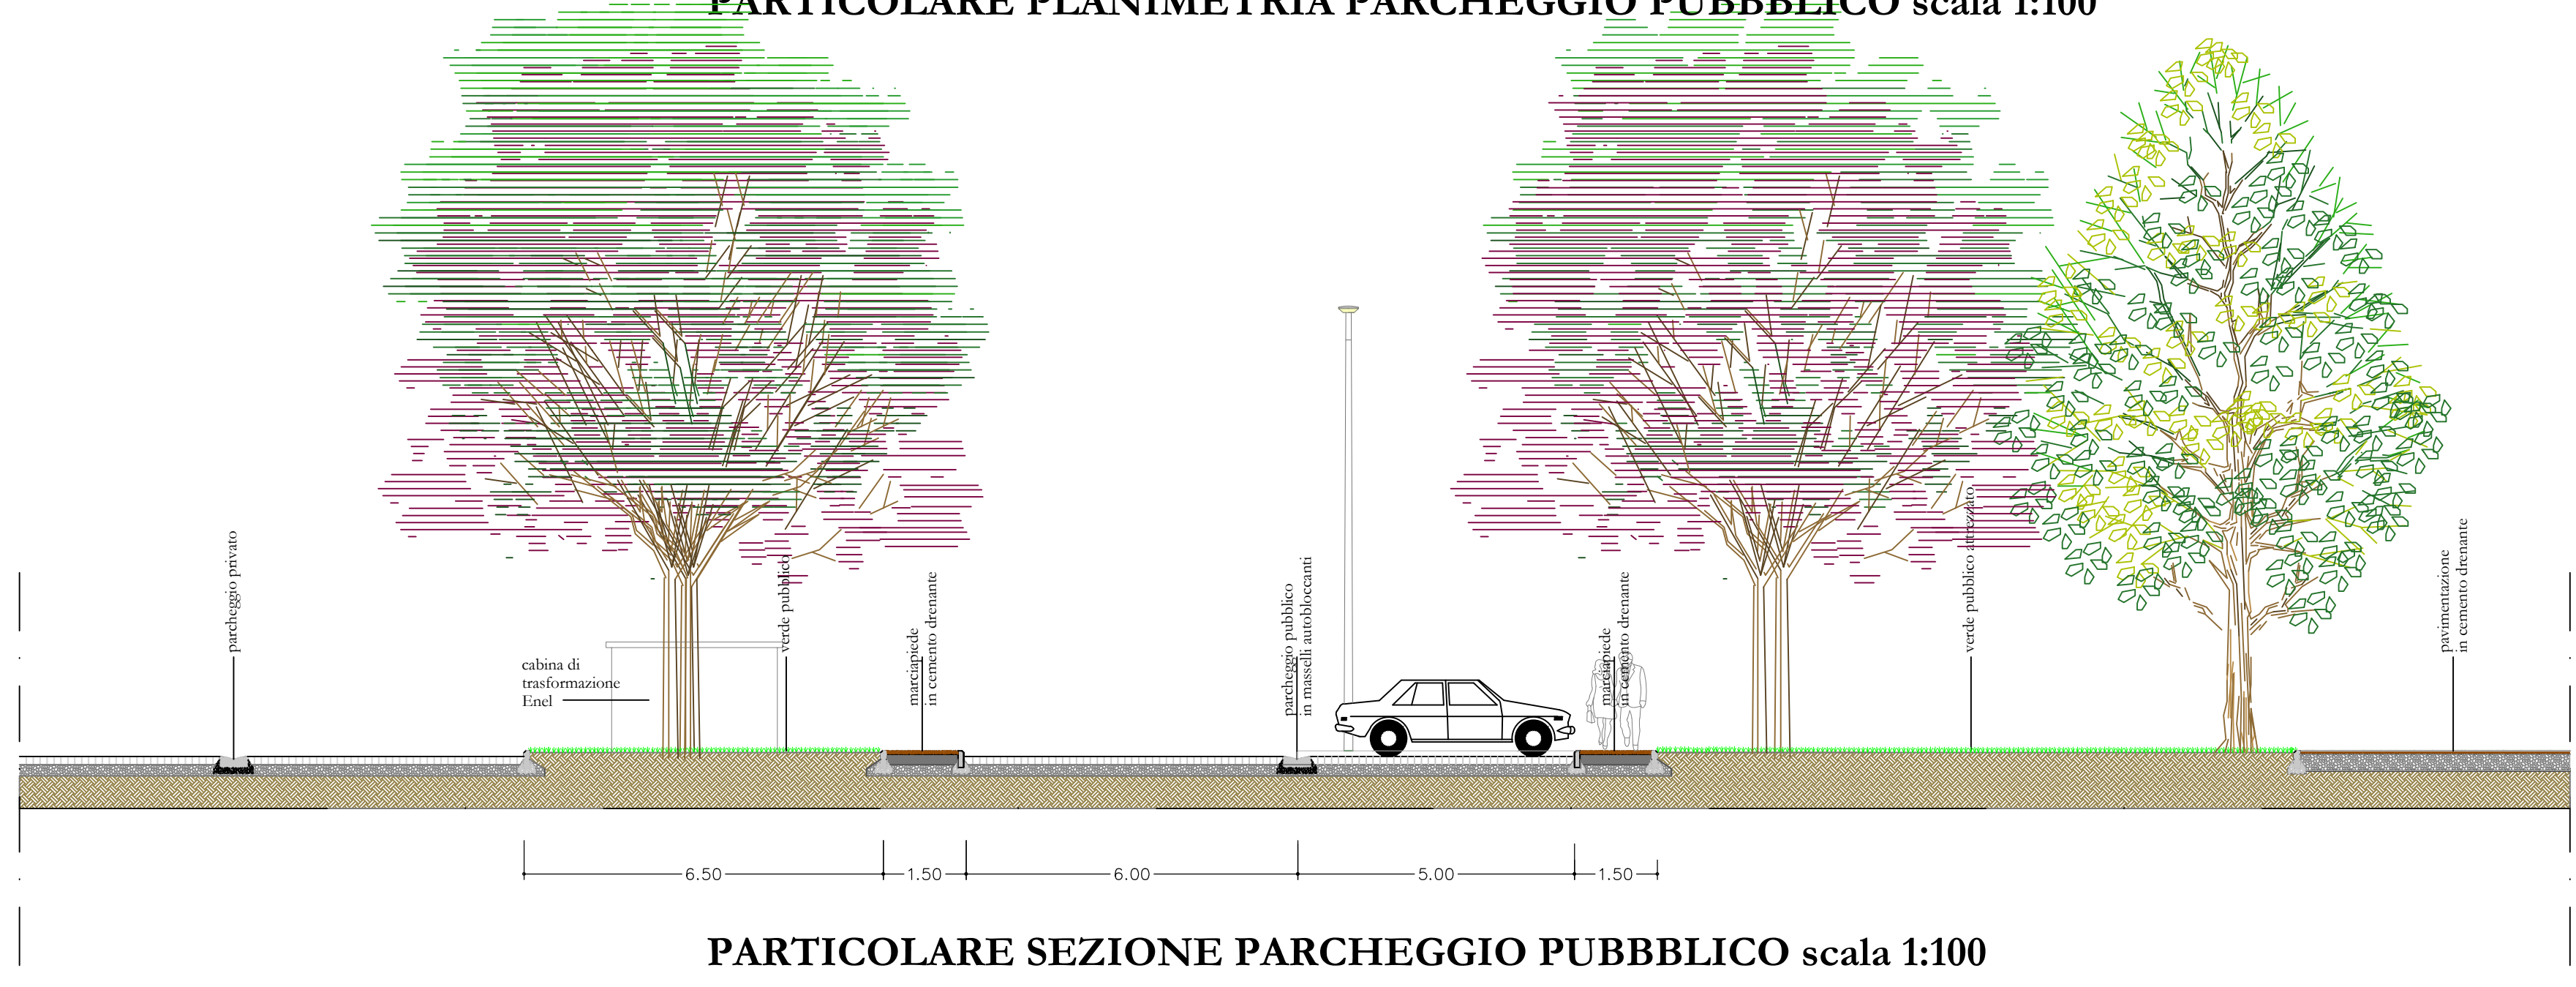 PARTICOLARE PLANIMETRIA PARCHEGGIO PUBBBLICO scala 1:100
parcheggio privato
cabina di
trasformazione
Enel
verde pubblico
marciapiede
in cemento drenante
parcheggio pubblico
in masselli autobloccanti
marciapiede
in cemento drenante
verde pubblico attrezzato
pavimentazione
in cemento drenante
6.50
1.50
6.00
5.00
1.50
PARTICOLARE SEZIONE PARCHEGGIO PUBBBLICO scala 1:100